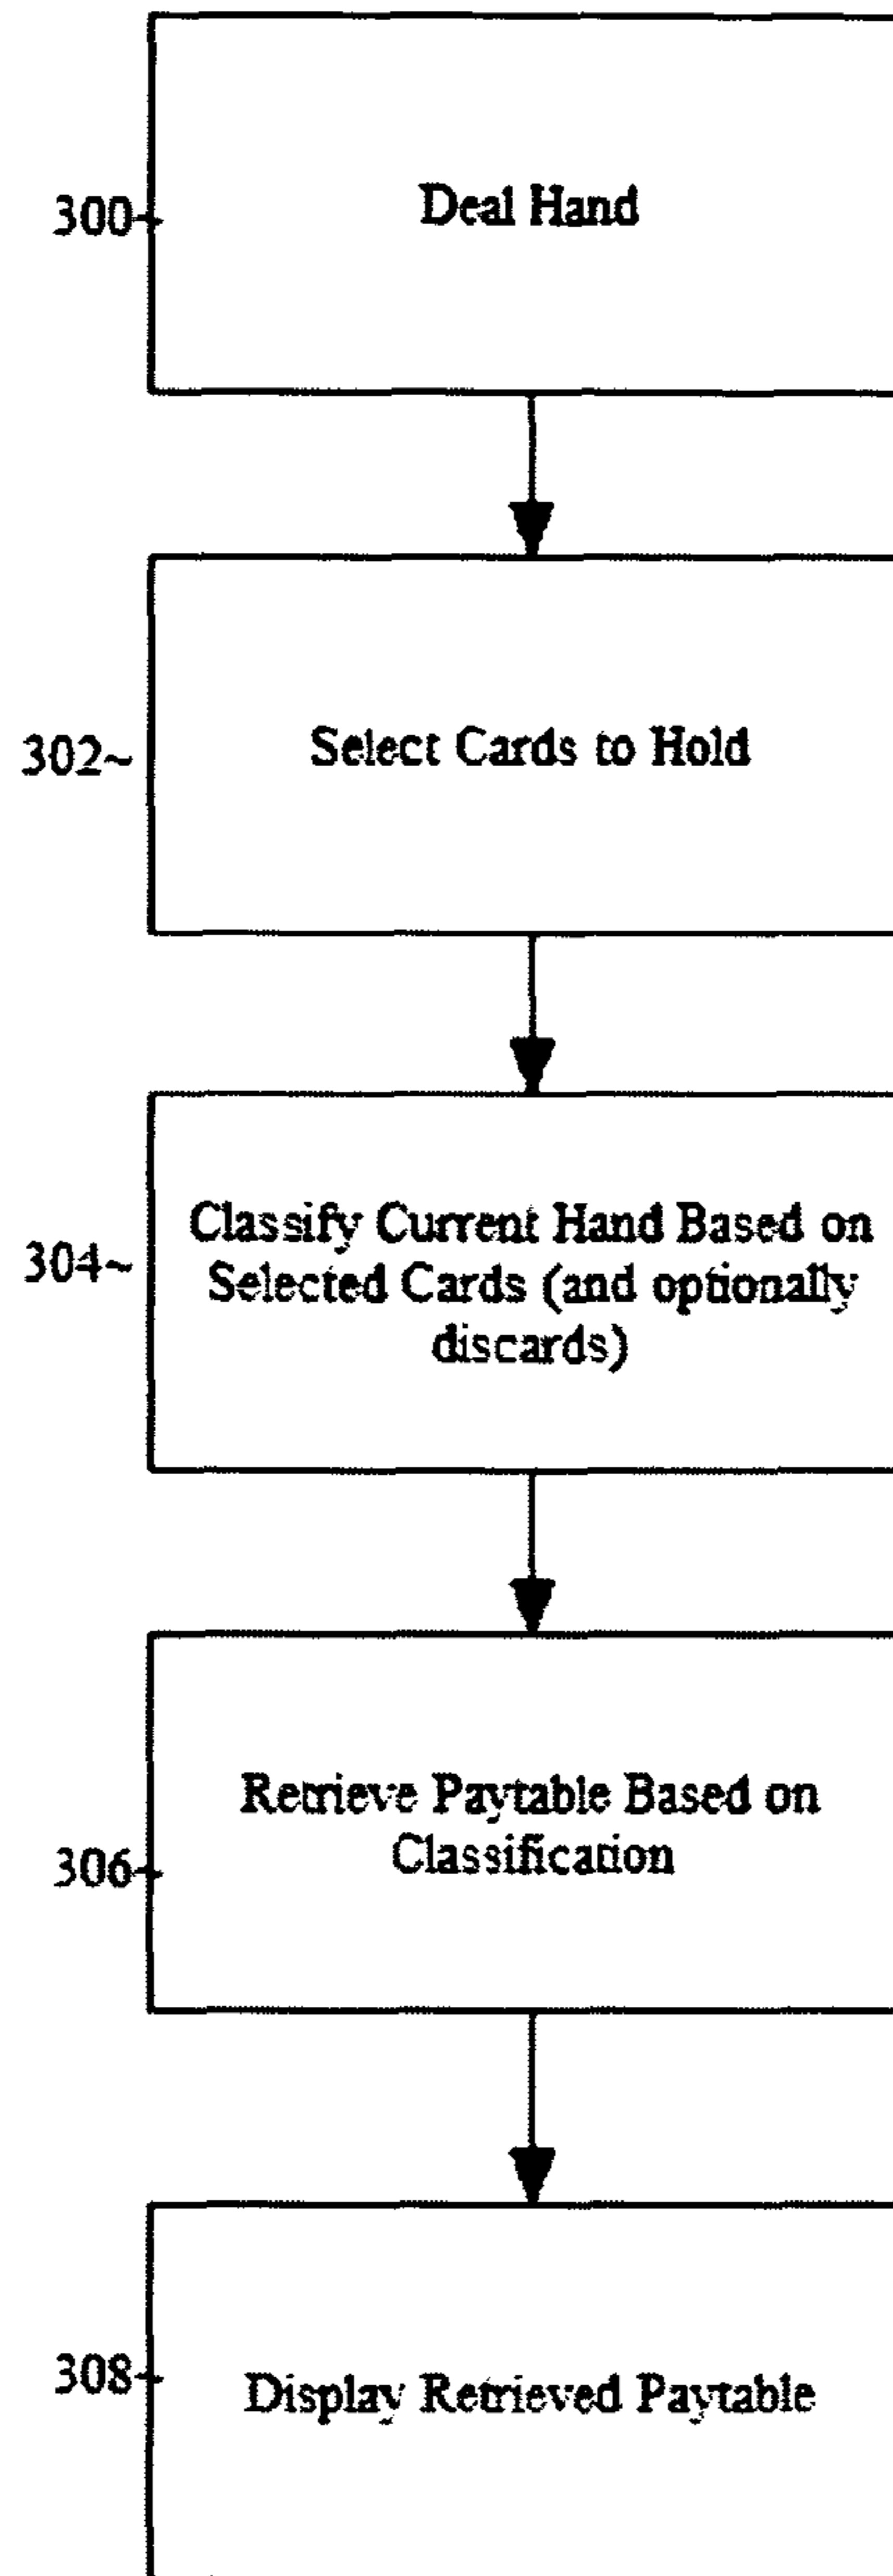 300
Deal Hand
302~
Select Cards to Hold
304~
Classify Current Hand Based on
Selected Cards (and optionally
discards)
306
Retrieve Paytable Based on
Classification
308
Display Retrieved Paytable